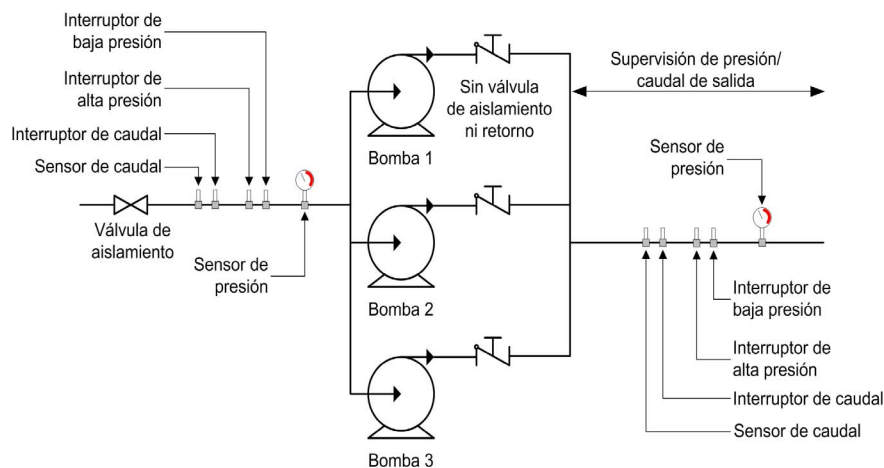 Interruptor de
baja presión
Interruptor de
alta presión
Interruptor de caudal
Sensor de caudal
Válvula de
aislamiento
Sensor de
presión
Bomba 1
Sin válvula
de aislamiento
ni retorno
Bomba 2
Bomba 3
Supervisión de presión/
caudal de salida
Sensor de
presión
Interruptor de
baja presión
Interruptor de
alta presión
Interruptor de caudal
Sensor de caudal